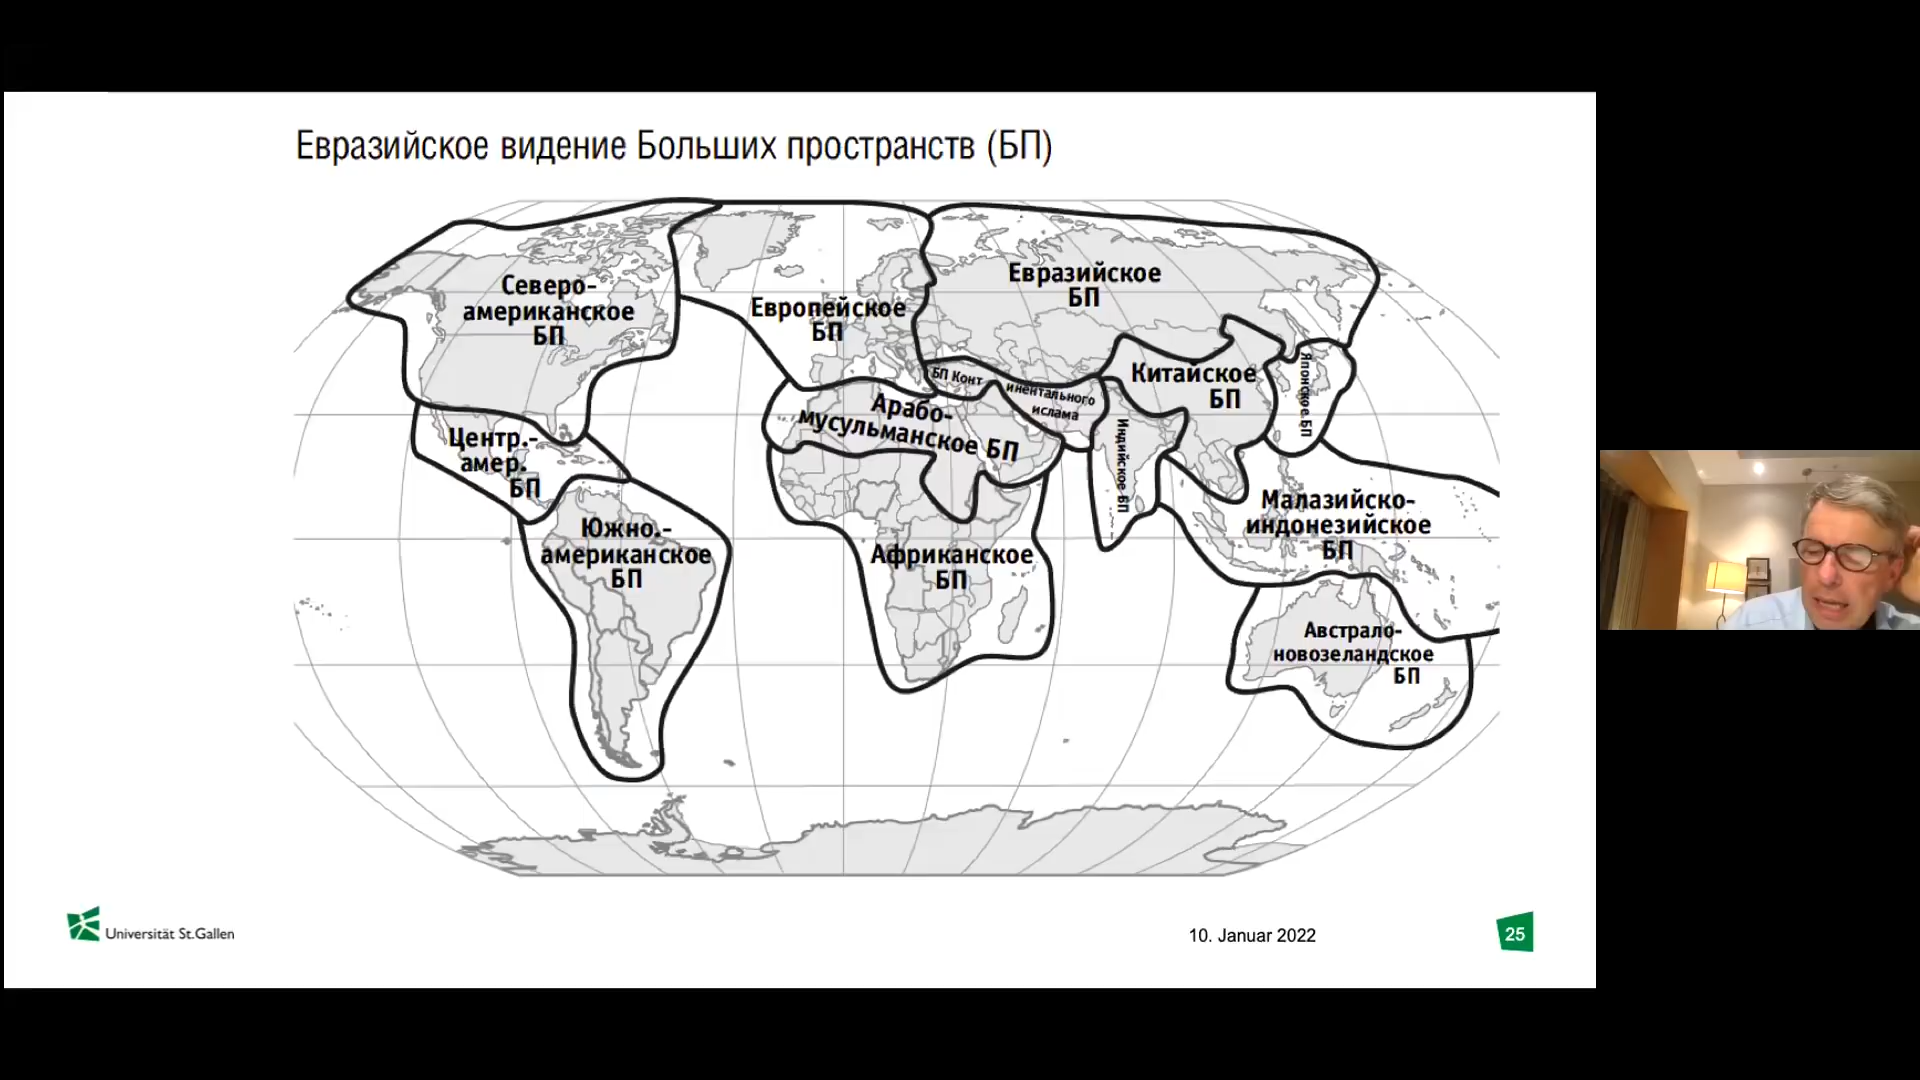 Евразийское видение Больших пространств (БП)
Северо-
американское
БП
Европейское
БП
Евразийское
БП
БП Конт
инентального
ислама
Китайское
БП
Японское БП
Арабо-
мусульманское БП
Индийское БП
Центр.-
амер.
БП
Южно.-
американское
БП
Африканское
БП
Малазийско-
индонезийское
БП
Австрало-
новозеландское
БП
Universität St.Gallen
10. Januar 2022
25